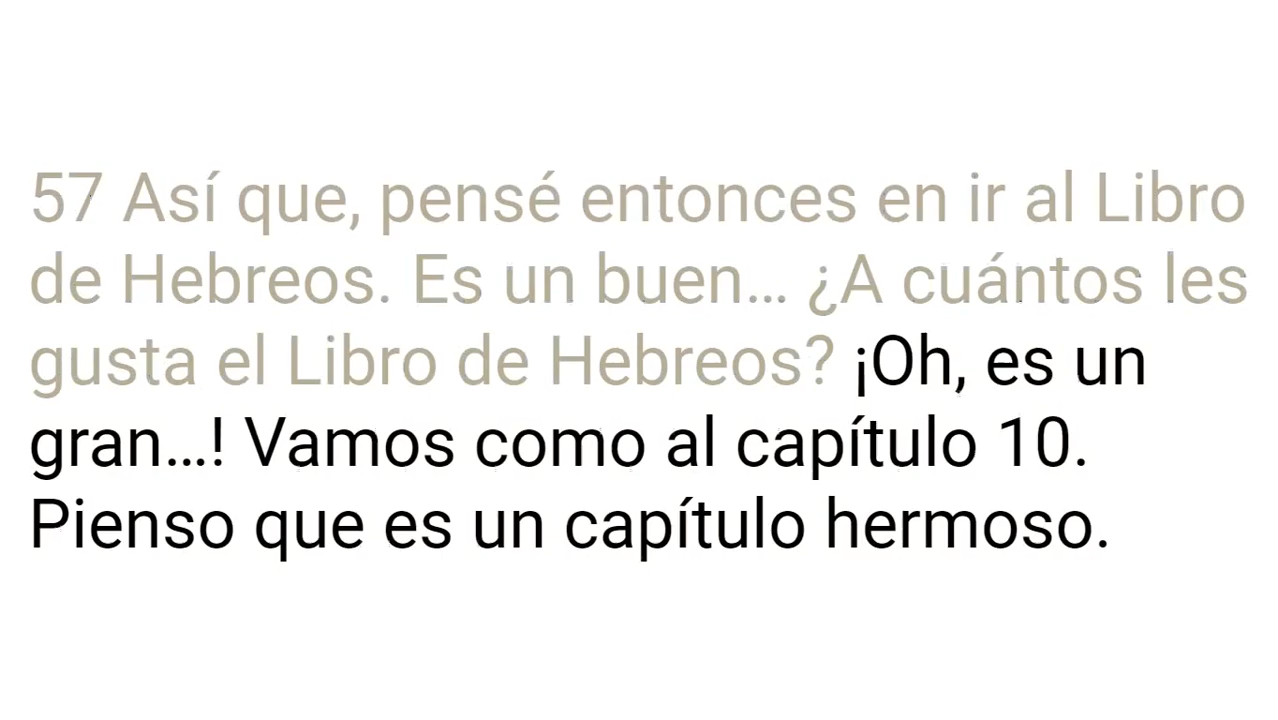 57 Así que, pensé entonces en ir al Libro
de Hebreos. Es un buen… ¿A cuántos les
gusta el Libro de Hebreos? ¡Oh, es un
gran…! Vamos como al capítulo 10.
Pienso que es un capítulo hermoso.